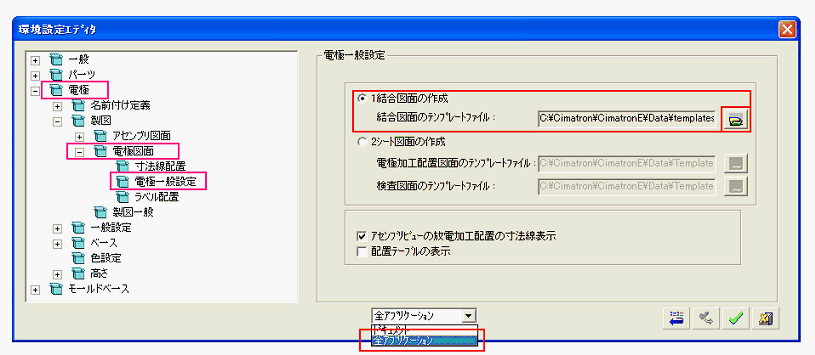 環境設定ｴﾃﾞｨﾀ
一般
パーツ
電極
名前付け定義
製図
アセンブリ図面
電極図面
寸法線配置
電極一般設定
ラベル配置
製図一般
一般設定
ベース
色設定
高さ
モールドベース
電極一般設定
1結合図面の作成
結合図面のﾃﾝﾌﾟﾚｰﾄﾌｧｲﾙ :
C:¥Cimatron¥CimatronE¥Data¥templates
2シート図面の作成
電極加工配置図面のﾃﾝﾌﾟﾚｰﾄﾌｧｲﾙ :
C:¥Cimatron¥CimatronE¥Data¥Template
検査図面のﾃﾝﾌﾟﾚｰﾄﾌｧｲﾙ :
C:¥Cimatron¥CimatronE¥Data¥Template
ｱｾﾝﾌﾞﾘﾋﾞｭｰの放電加工配置の寸法線表示
配置ﾃｰﾌﾞﾙの表示
全ｱﾌﾟﾘｹｰｼｮﾝ
ﾄﾞｷｭﾒﾝﾄ
全ｱﾌﾟﾘｹｰｼｮﾝ